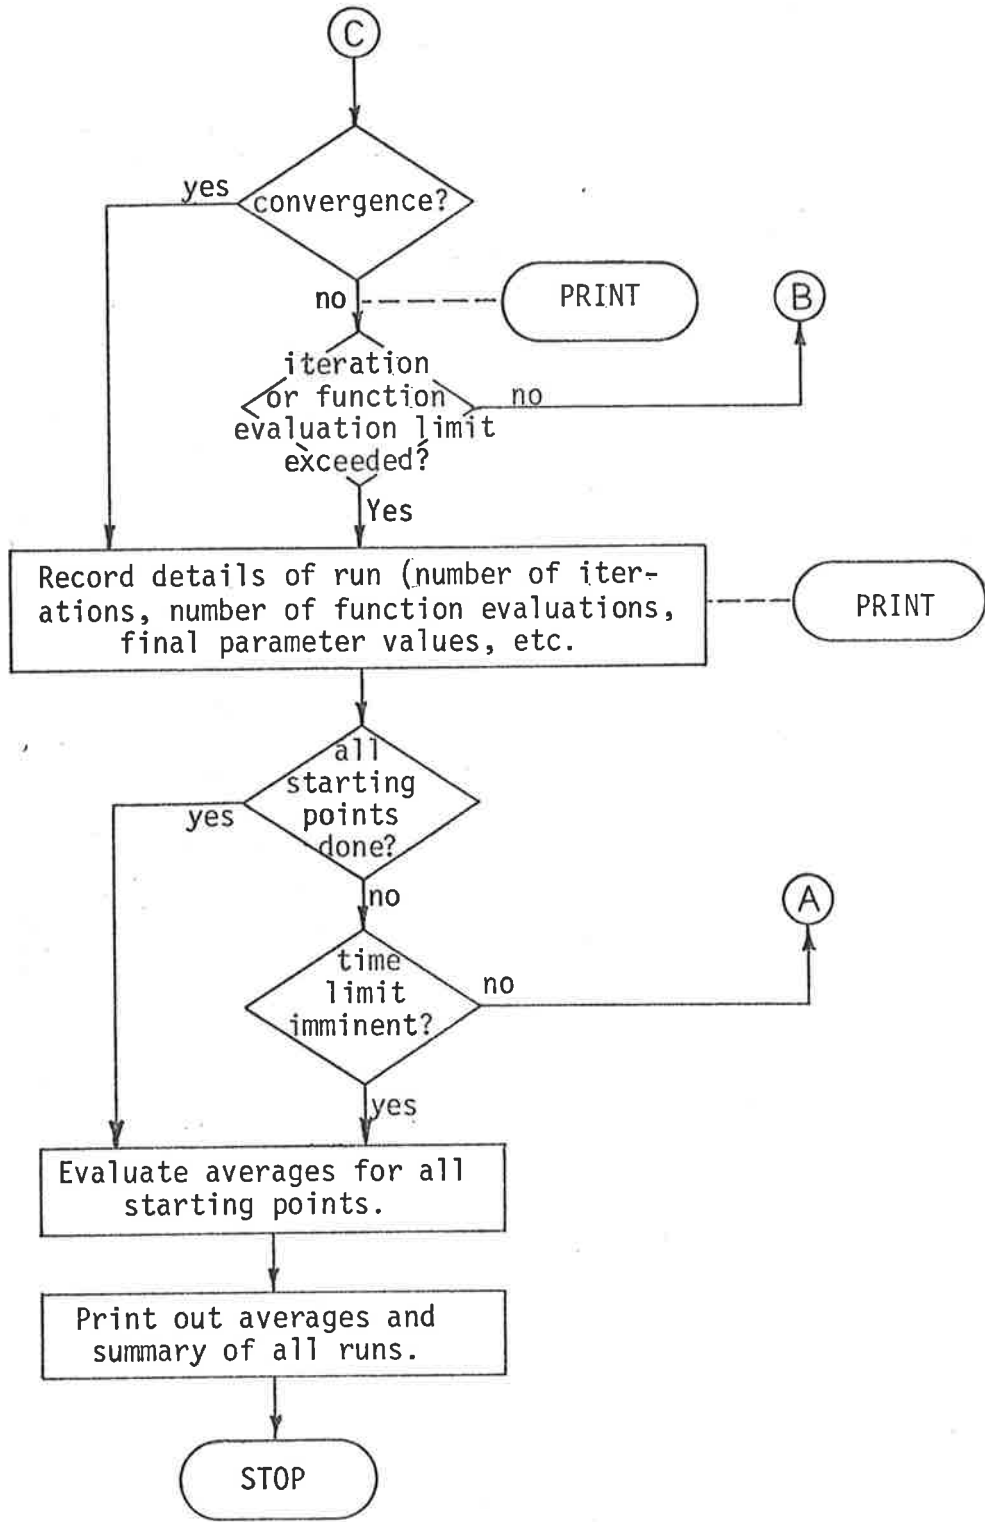 C
yes
convergence?
no
PRINT
B
iteration
or function
evaluation limit
exceeded?
no
Yes
Record details of run (number of iter-
ations, number of function evaluations,
final parameter values, etc.
PRINT
all
starting
points
done?
yes
no
A
time
limit
imminent?
no
yes
Evaluate averages for all
starting points.
Print out averages and
summary of all runs.
STOP